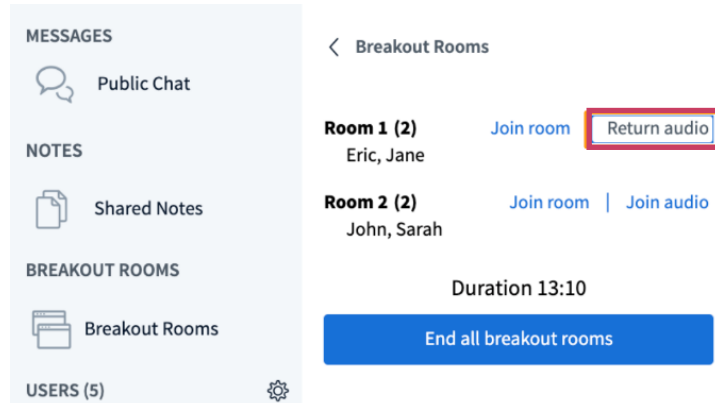 MESSAGES
Public Chat
NOTES
Shared Notes
BREAKOUT ROOMS
Breakout Rooms
USERS (5)
Breakout Rooms
Room 1 (2) Join room Return audio
Eric, Jane
Room 2 (2) Join room | Join audio
John, Sarah
Duration 13:10
End all breakout rooms